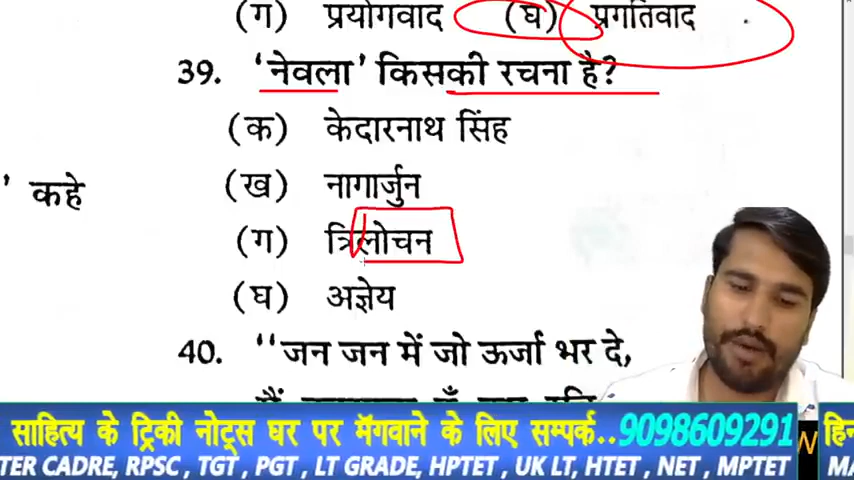 (ग) प्रयोगवाद (घ) प्रगतिवाद
39. 'नेवला' किसकी रचना है?
(क) केदारनाथ सिंह
' कहे (ख) नागार्जुन
(ग) त्रिलोचन
(घ) अज्ञेय
40. "जन जन में जो ऊर्जा भर दे,
साहित्य के ट्रिकी नोट्स घर पर मॅगवाने के लिए सम्पर्क..9098609291 W हिन
TER CADRE, RPSC , TGT , PGT , LT GRADE, HPTET , UK LT, HTET , NET , MPTET MA